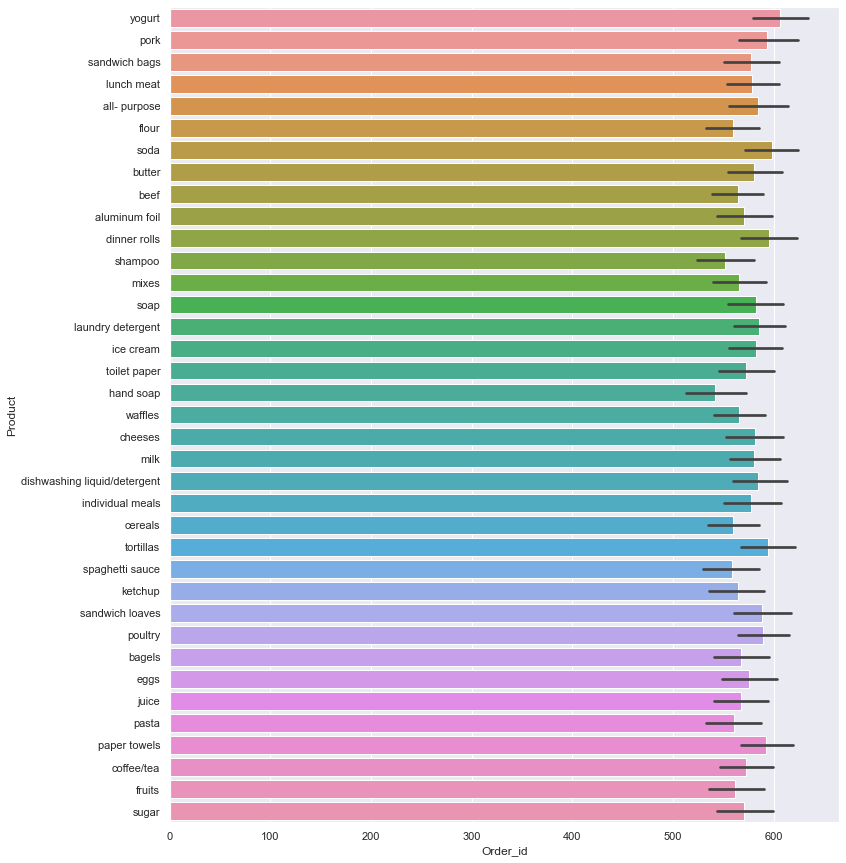 yogurt
pork
sandwich bags
lunch meat
all- purpose
flour
soda
butter
beef
aluminum foil
dinner rolls
shampoo
mixes
soap
laundry detergent
ice cream
toilet paper
hand soap
waffles
cheeses
milk
dishwashing liquid/detergent
individual meals
cereals
tortillas
spaghetti sauce
ketchup
sandwich loaves
poultry
bagels
eggs
juice
pasta
paper towels
coffee/tea
fruits
sugar
Product
0 100 200 300 400 500 600
Order_id